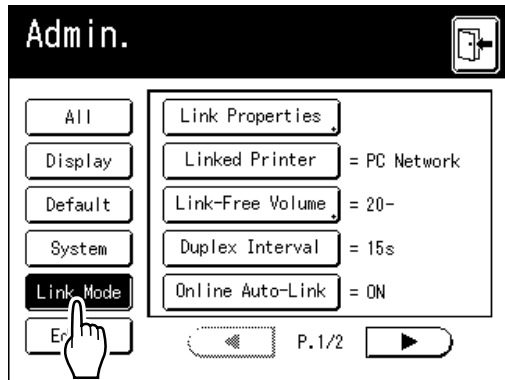 Admin.
All
Display
Default
System
Link Mode
Link Properties
Linked Printer = PC Network
Link-Free Volume = 20-
Duplex Interval = 15s
Online Auto-Link = ON
P.1/2